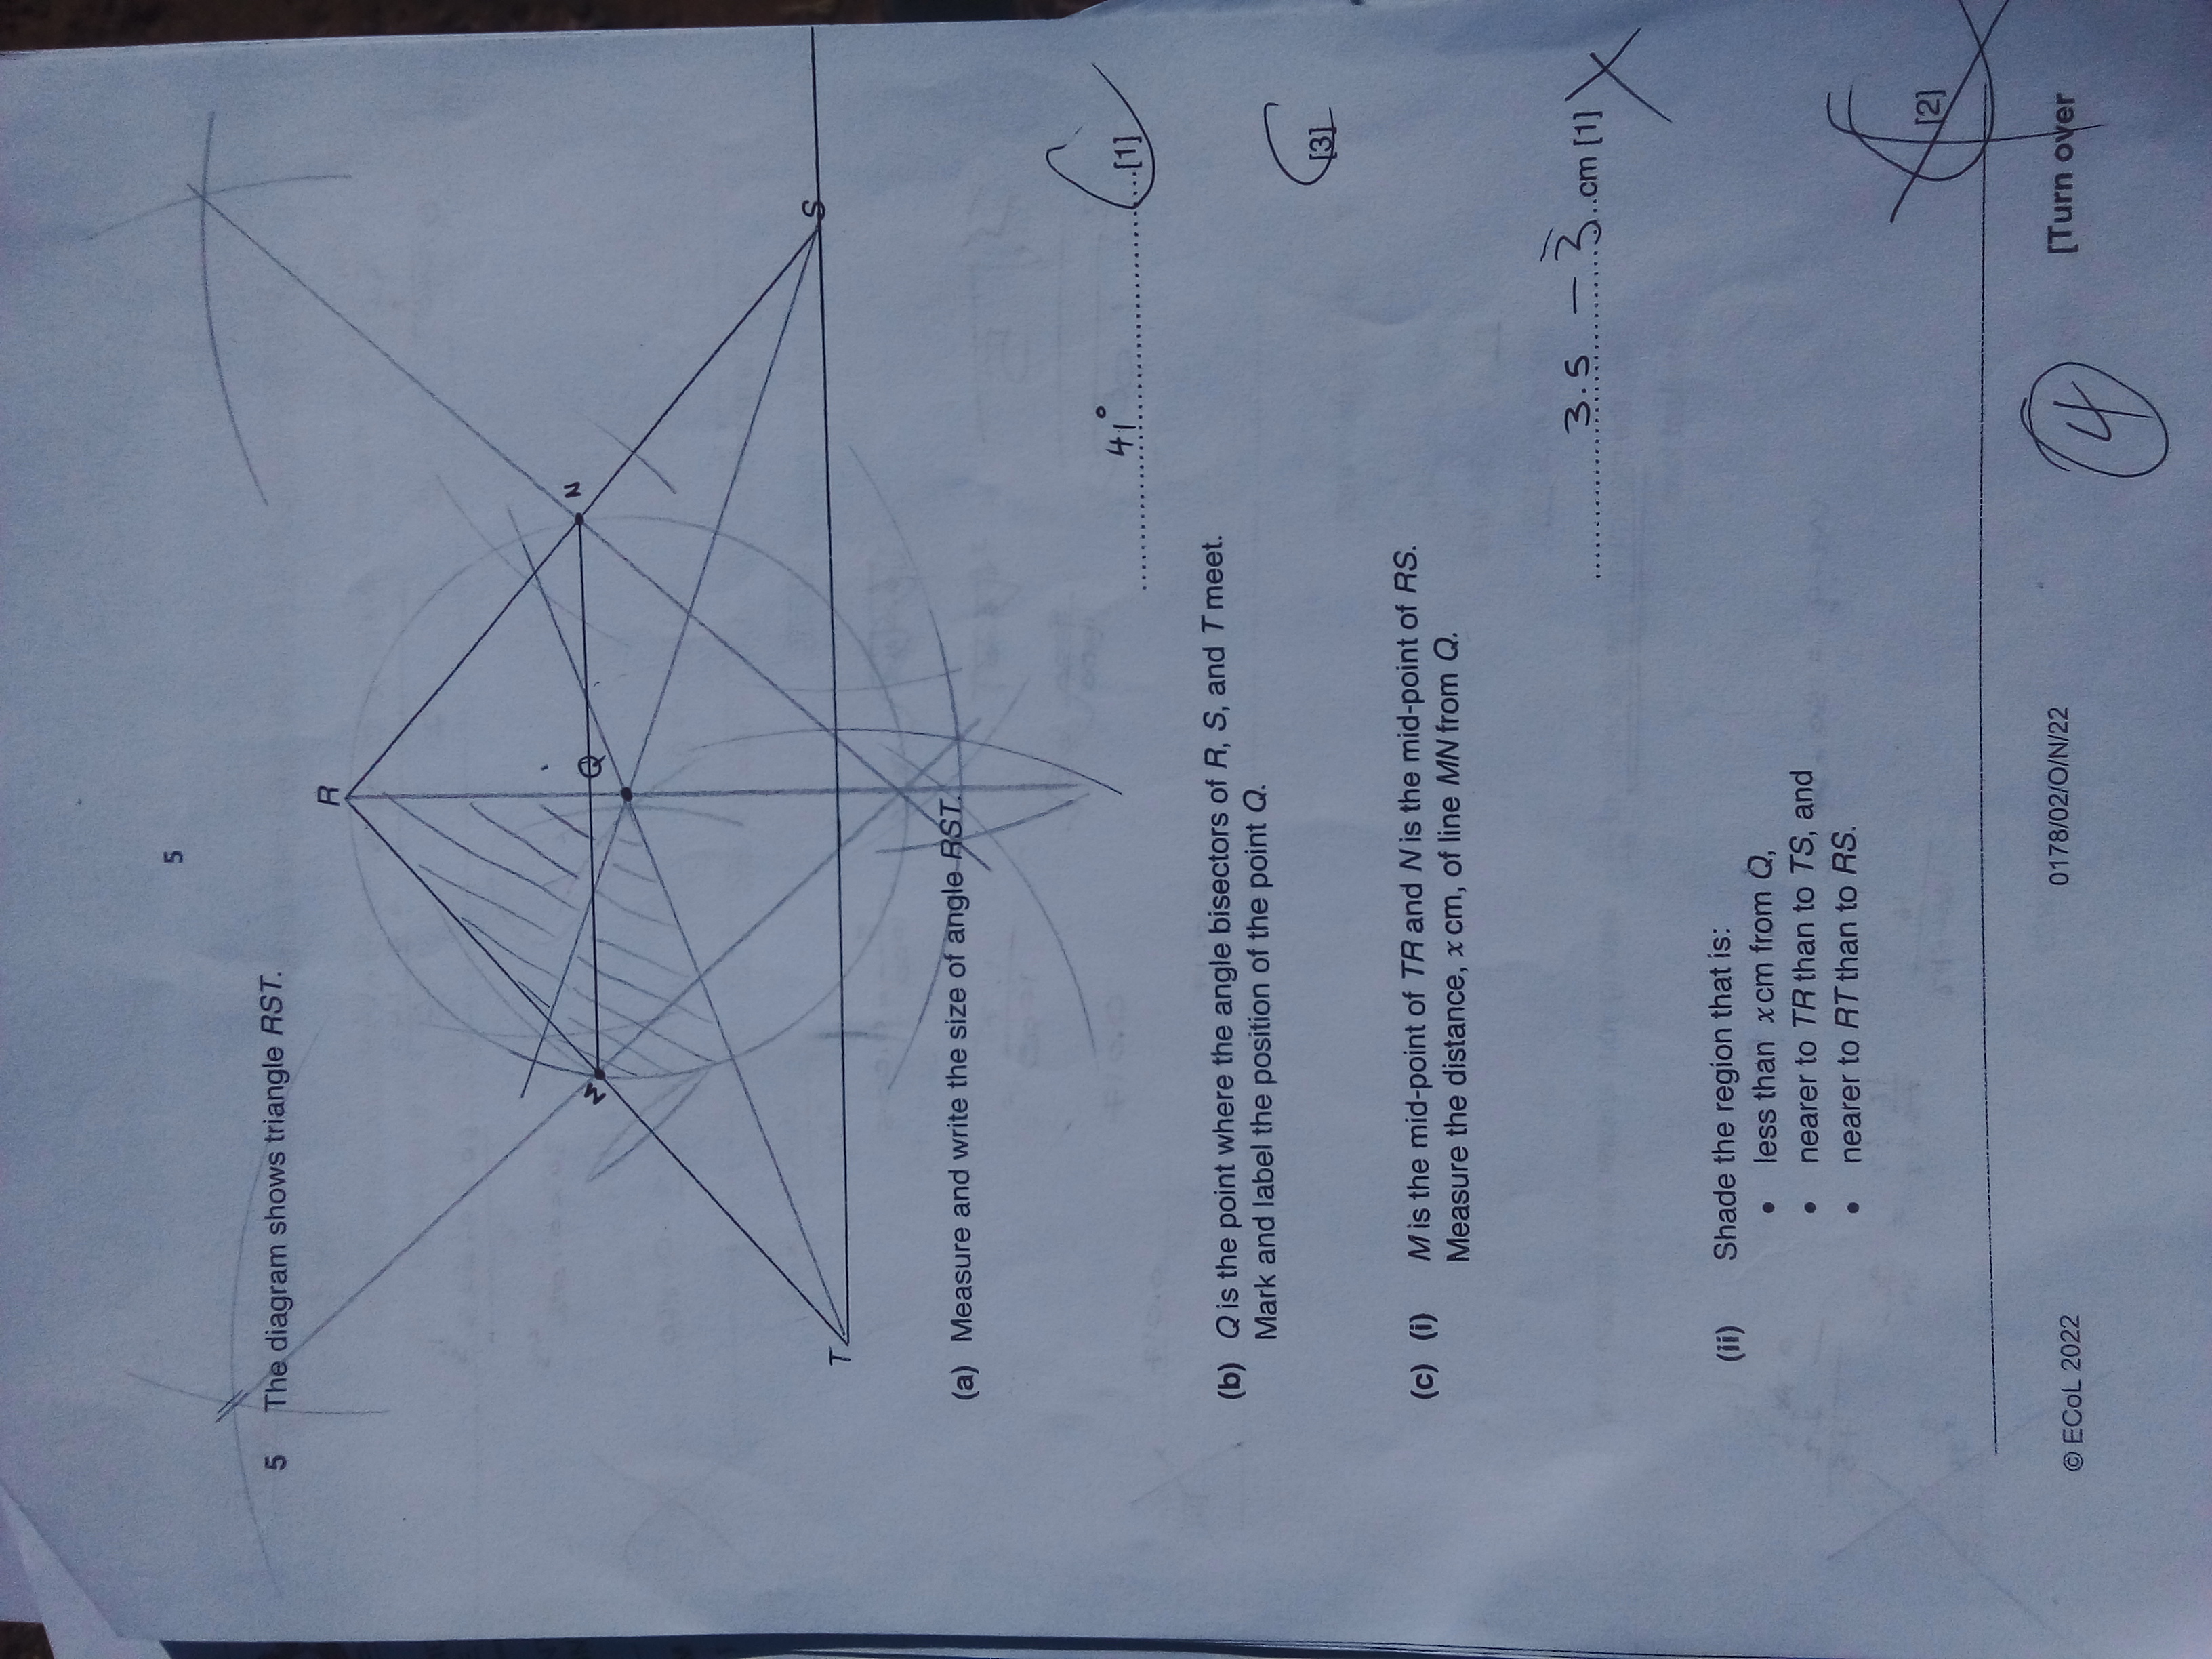 5
5 The diagram shows triangle RST.
R
M
Q
N
T
S
(a) Measure and write the size of angle RST.
41° [1]
(b) Q is the point where the angle bisectors of R, S, and T meet.
Mark and label the position of the point Q.
[3]
(c) (i) M is the mid-point of TR and N is the mid-point of RS.
Measure the distance, x cm, of line MN from Q.
3.5 – 3 cm [1]
(ii) Shade the region that is:
• less than x cm from Q,
• nearer to TR than to TS, and
• nearer to RT than to RS.
[2]
© ECoL 2022
0178/02/O/N/22
[Turn over
4